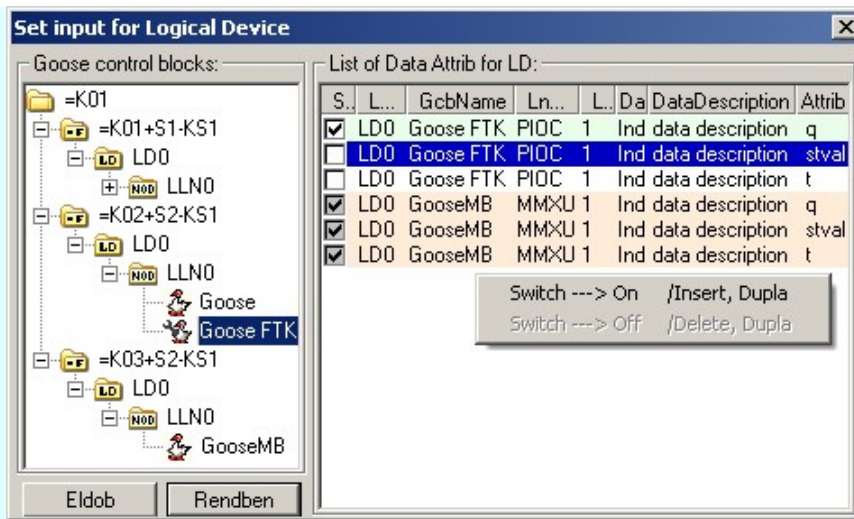 Set input for Logical Device
Goose control blocks:
=K01
=K01+S1-KS1
LD0
LLN0
=K02+S2-KS1
LD0
LLN0
Goose
Goose FTK
=K03+S2-KS1
LD0
LLN0
GooseMB
Eldob Rendben
List of Data Attrib for LD:
S.. L... GcbName Ln... L.. Da DataDescription Attrib
LD0 Goose FTK PIOC 1 Ind data description q
LD0 Goose FTK PIOC 1 Ind data description stval
LD0 Goose FTK PIOC 1 Ind data description t
LD0 GooseMB MMXU 1 Ind data description q
LD0 GooseMB MMXU 1 Ind data description stval
LD0 GooseMB MMXU 1 Ind data description t
Switch ---> On /Insert, Dupla
Switch ---> Off /Delete, Dupla